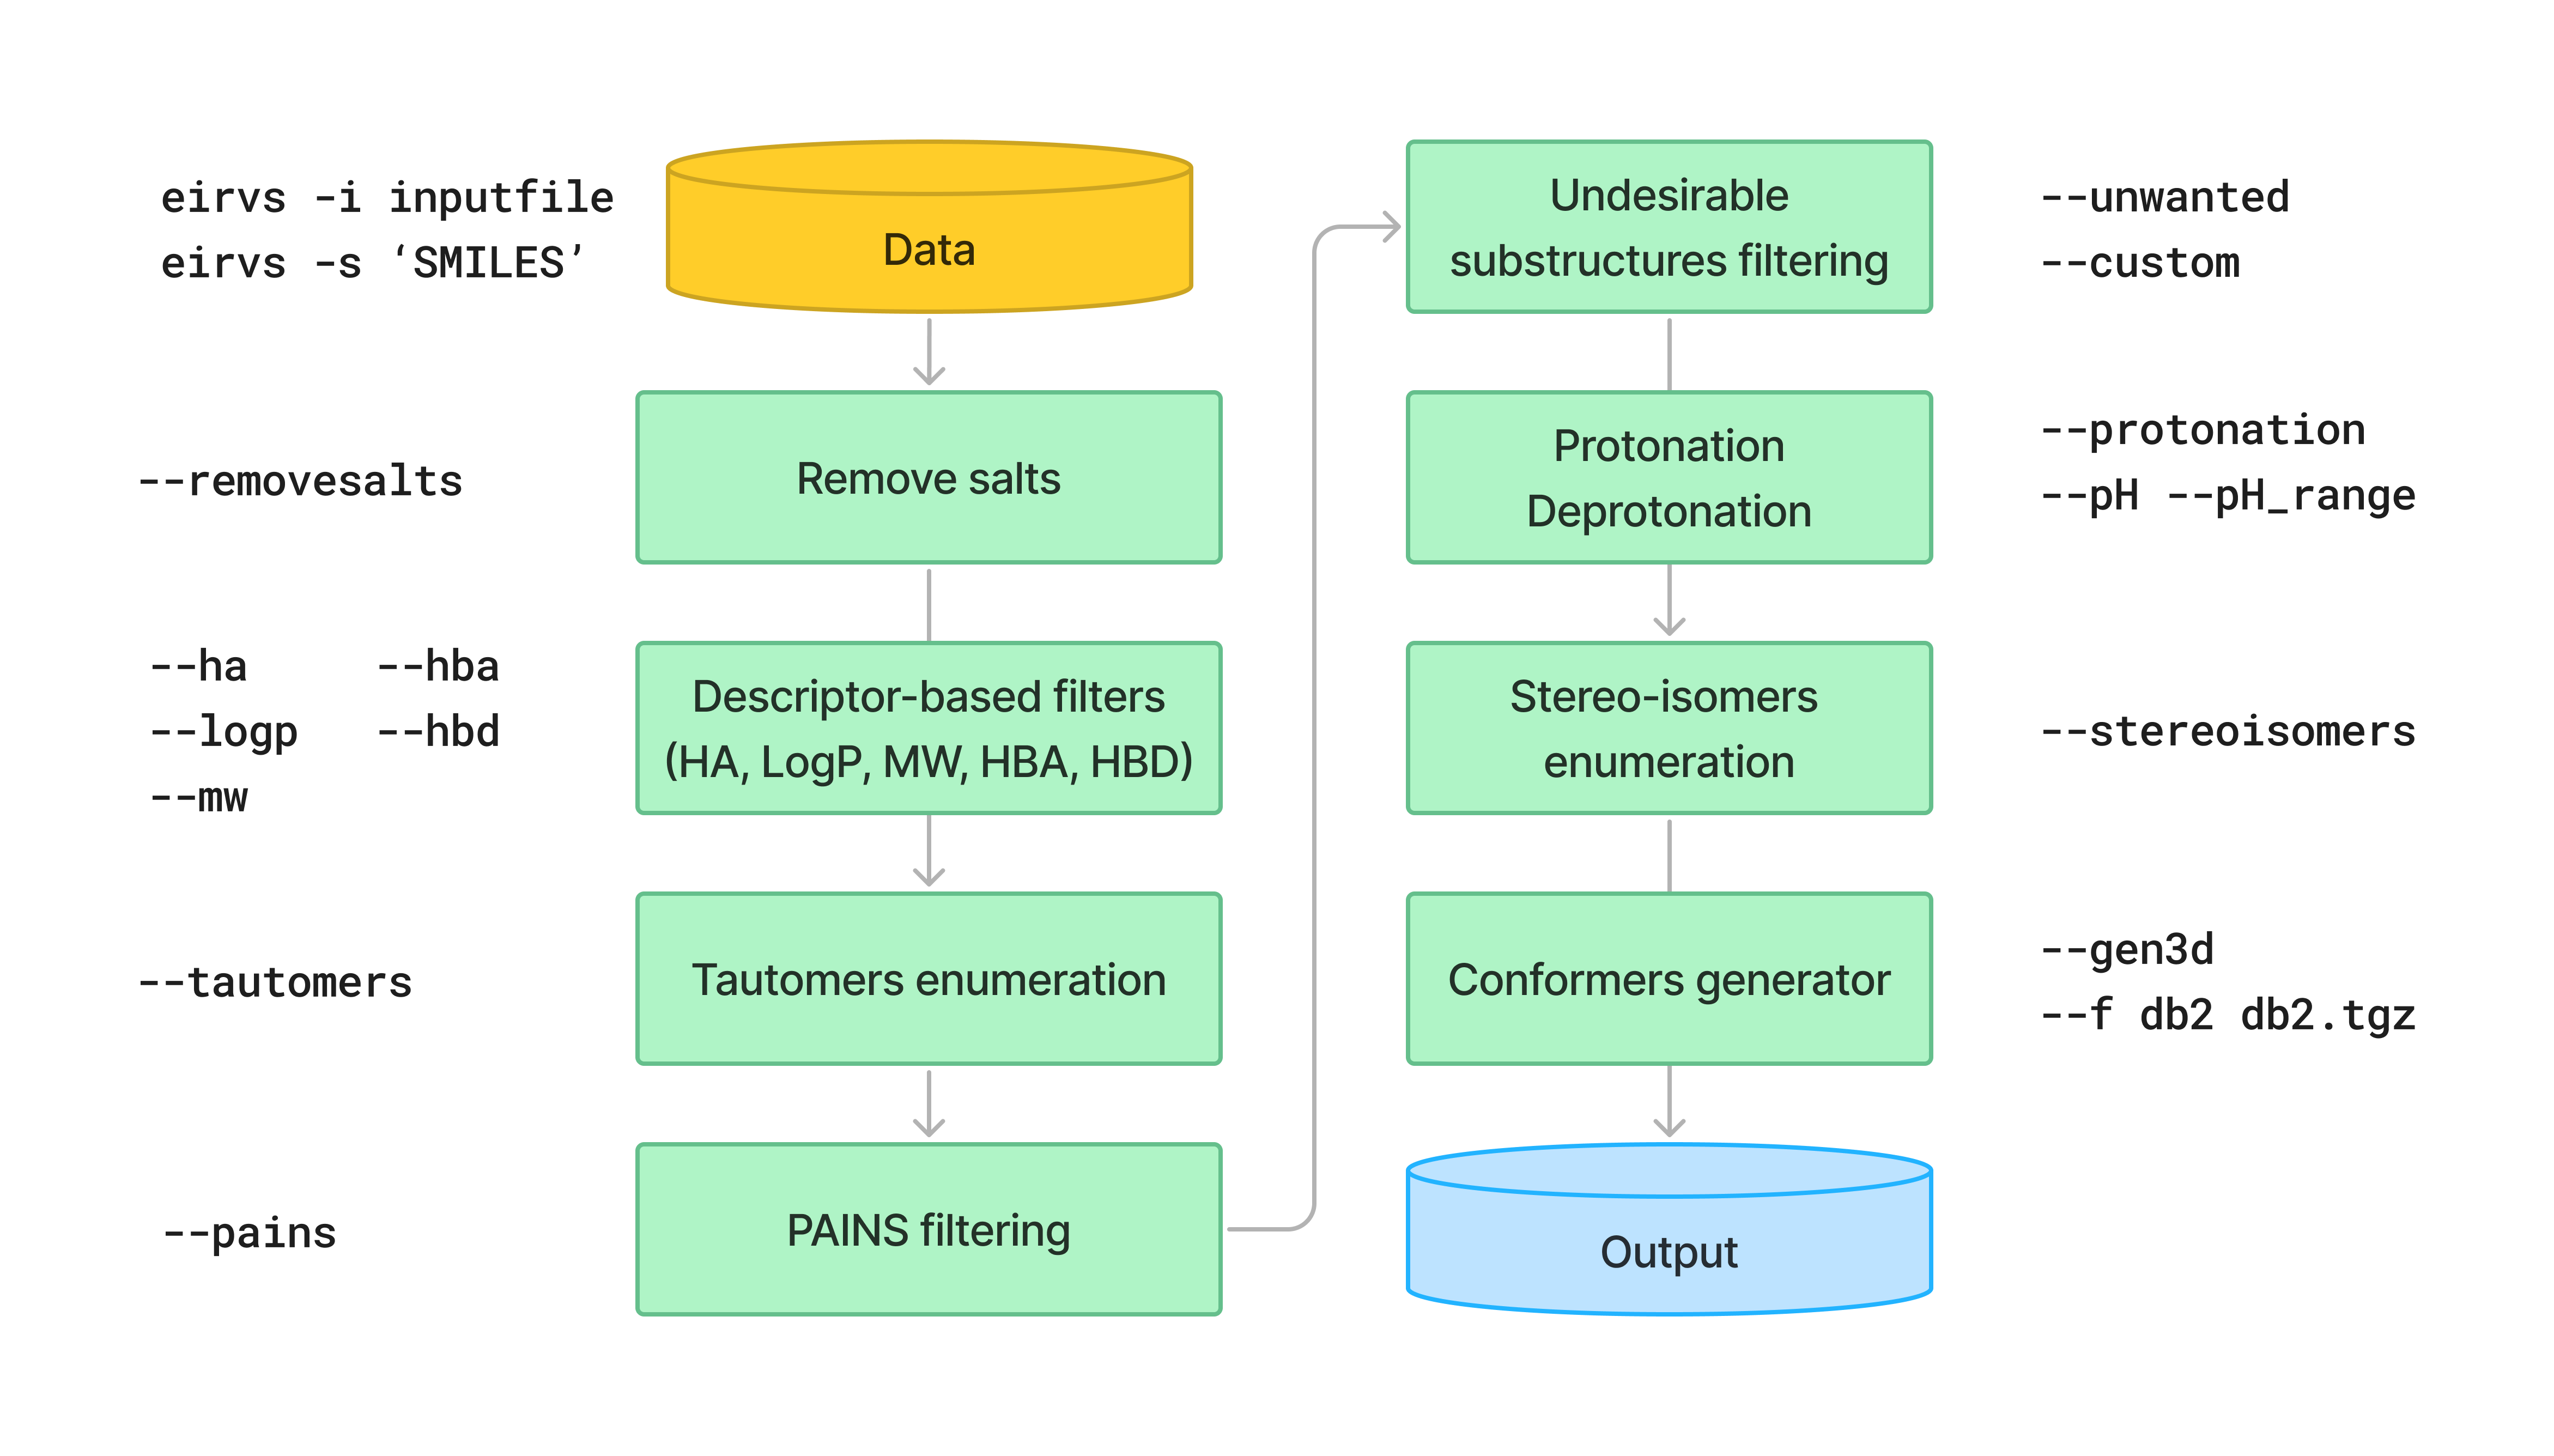 eirvs -i inputfile
eirvs -s ‘SMILES’
Data
--removesalts
Remove salts
--ha --hba
--logp --hbd
--mw
Descriptor-based filters
(HA, LogP, MW, HBA, HBD)
--tautomers
Tautomers enumeration
--pains
PAINS filtering
Undesirable
substructures filtering
--unwanted
--custom
Protonation
Deprotonation
--protonation
--pH --pH_range
Stereo-isomers
enumeration
--stereoisomers
Conformers generator
--gen3d
--f db2 db2.tgz
Output